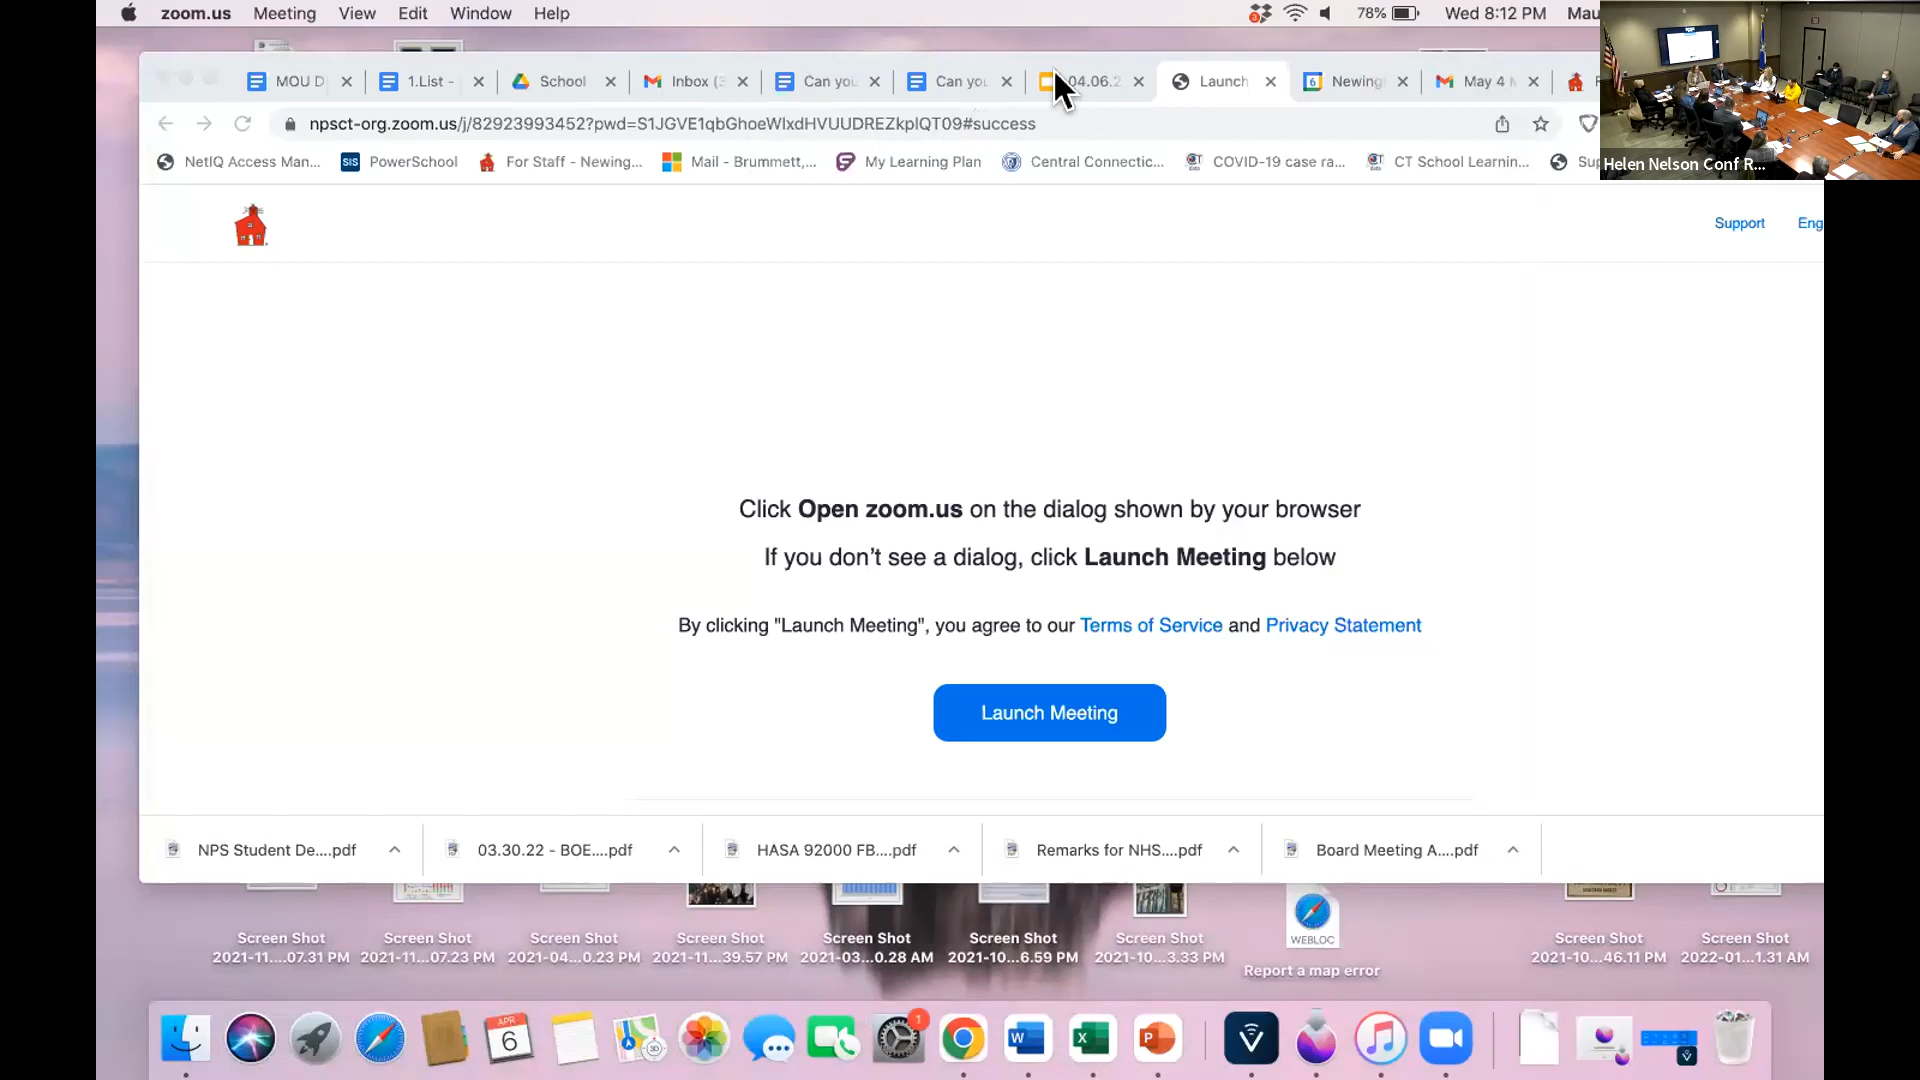 zoom.us Meeting View Edit Window Help
78% Wed 8:12 PM Mau
MOU D
1.List -
School
Inbox (3
Can you
Can you
04.06.2
Launch
Newing
May 4 M
npsct-org.zoom.us/j/82923993452?pwd=S1JGVE1qbGhoeWlxdHVUUDREZkplQT09#success
NetIQ Access Man...
SIS PowerSchool
For Staff - Newing...
Mail - Brummett,...
My Learning Plan
Central Connectic...
COVID-19 case ra...
CT School Learnin...
Su
Helen Nelson Conf R...
Support Eng
Click Open zoom.us on the dialog shown by your browser
If you don’t see a dialog, click Launch Meeting below
By clicking "Launch Meeting", you agree to our Terms of Service and Privacy Statement
Launch Meeting
NPS Student De....pdf
03.30.22 - BOE....pdf
HASA 92000 FB....pdf
Remarks for NHS....pdf
Board Meeting A....pdf
Screen Shot
2021-11....07.31 PM
Screen Shot
2021-11...07.23 PM
Screen Shot
2021-04...0.23 PM
Screen Shot
2021-11...39.57 PM
Screen Shot
2021-03...0.28 AM
Screen Shot
2021-10...6.59 PM
Screen Shot
2021-10...3.33 PM
WEBLOC
Report a map error
Screen Shot
2021-10...46.11 PM
Screen Shot
2022-01...1.31 AM
APR
6
1
W
X
P